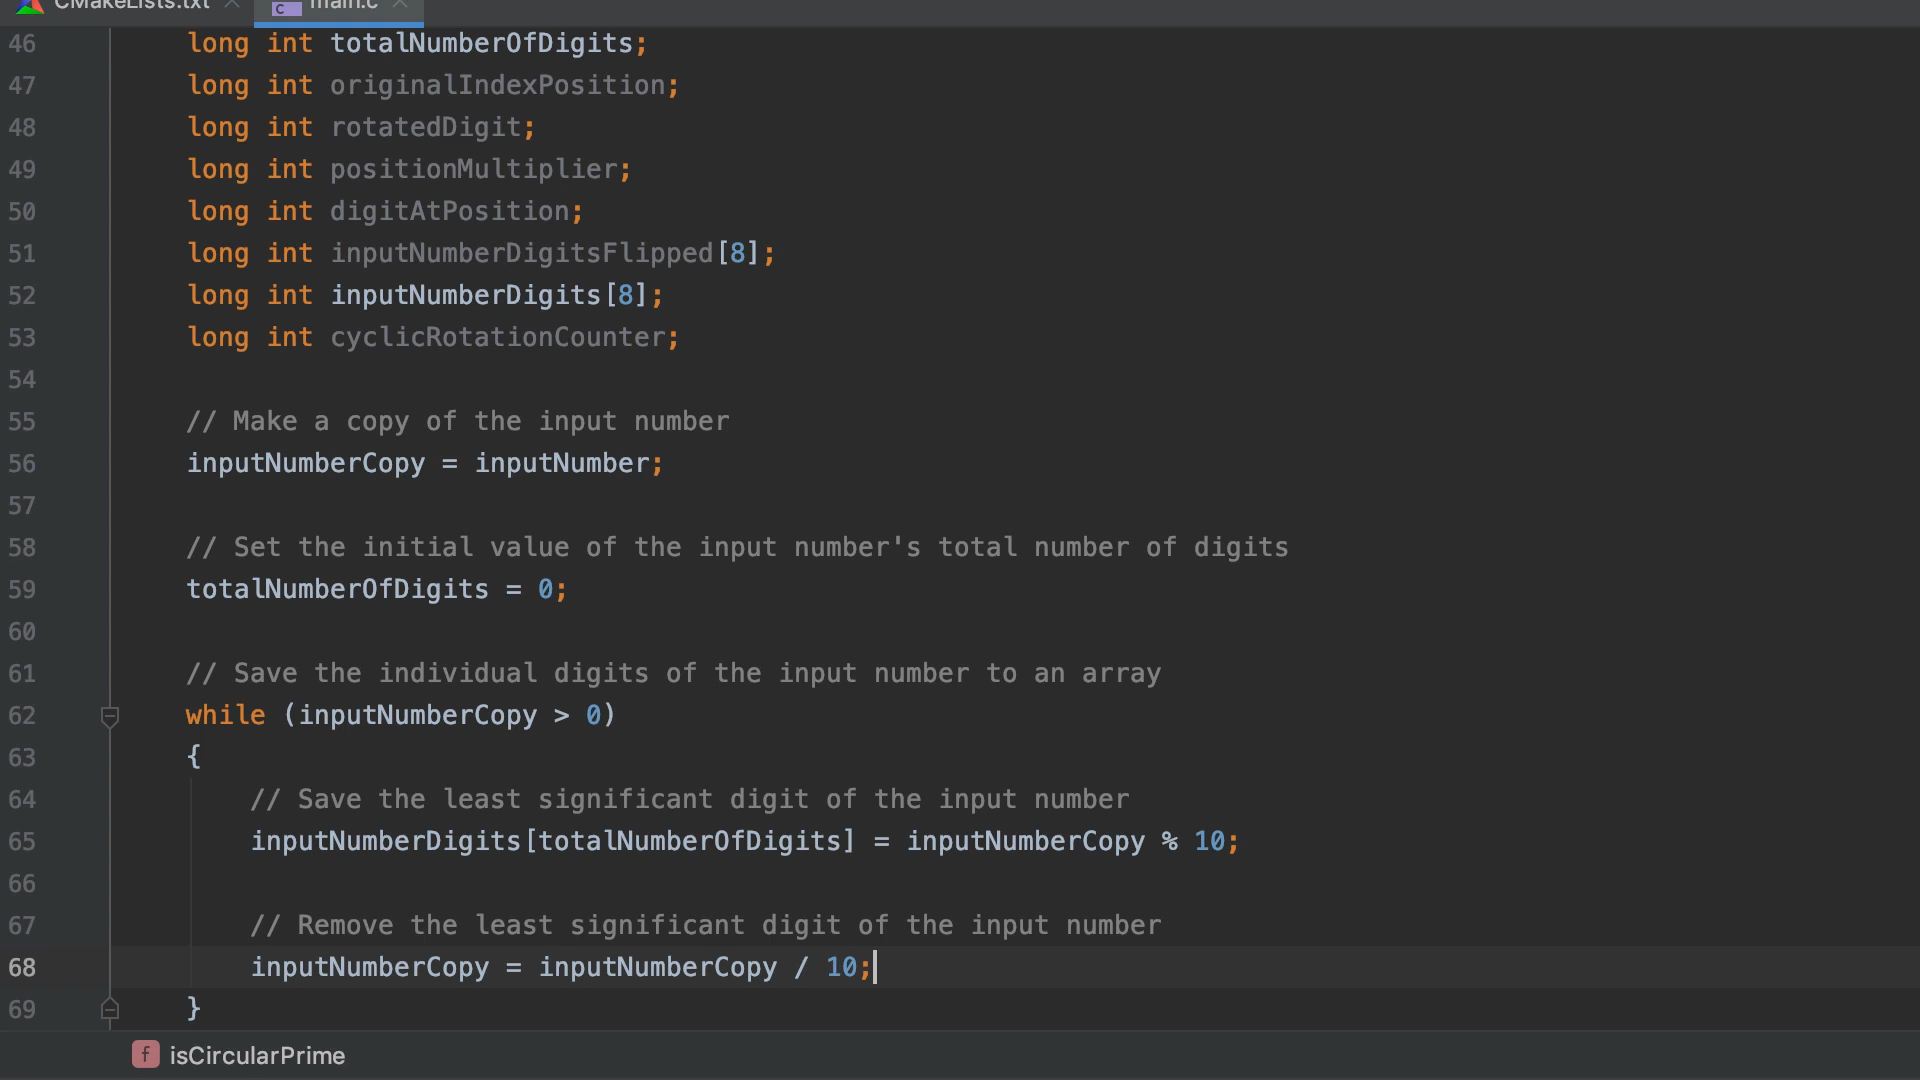 CMakeLists.txt main.c
46 long int totalNumberOfDigits;
47 long int originalIndexPosition;
48 long int rotatedDigit;
49 long int positionMultiplier;
50 long int digitAtPosition;
51 long int inputNumberDigitsFlipped[8];
52 long int inputNumberDigits[8];
53 long int cyclicRotationCounter;
54
55 // Make a copy of the input number
56 inputNumberCopy = inputNumber;
57
58 // Set the initial value of the input number's total number of digits
59 totalNumberOfDigits = 0;
60
61 // Save the individual digits of the input number to an array
62 while (inputNumberCopy > 0)
63 {
64 // Save the least significant digit of the input number
65 inputNumberDigits[totalNumberOfDigits] = inputNumberCopy % 10;
66
67 // Remove the least significant digit of the input number
68 inputNumberCopy = inputNumberCopy / 10;
69 }
f isCircularPrime